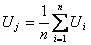 U_j = \frac{1}{n} \sum_{i=1}^{n} U_i